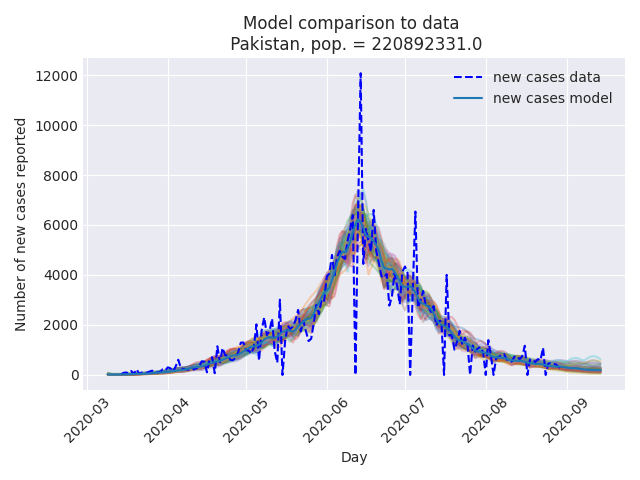 Model comparison to data
Pakistan, pop. = 220892331.0
new cases data
new cases model
Number of new cases reported
12000
10000
8000
6000
4000
2000
0
2020-03
2020-04
2020-05
2020-06
2020-07
2020-08
2020-09
Day